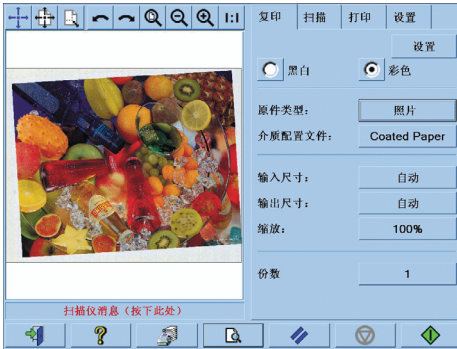 1:1
复印 扫描 打印 设置
设置
黑白 彩色
原件类型： 照片
介质配置文件： Coated Paper
输入尺寸： 自动
输出尺寸： 自动
缩放： 100%
份数 1
扫描仪消息（按下此处）
?